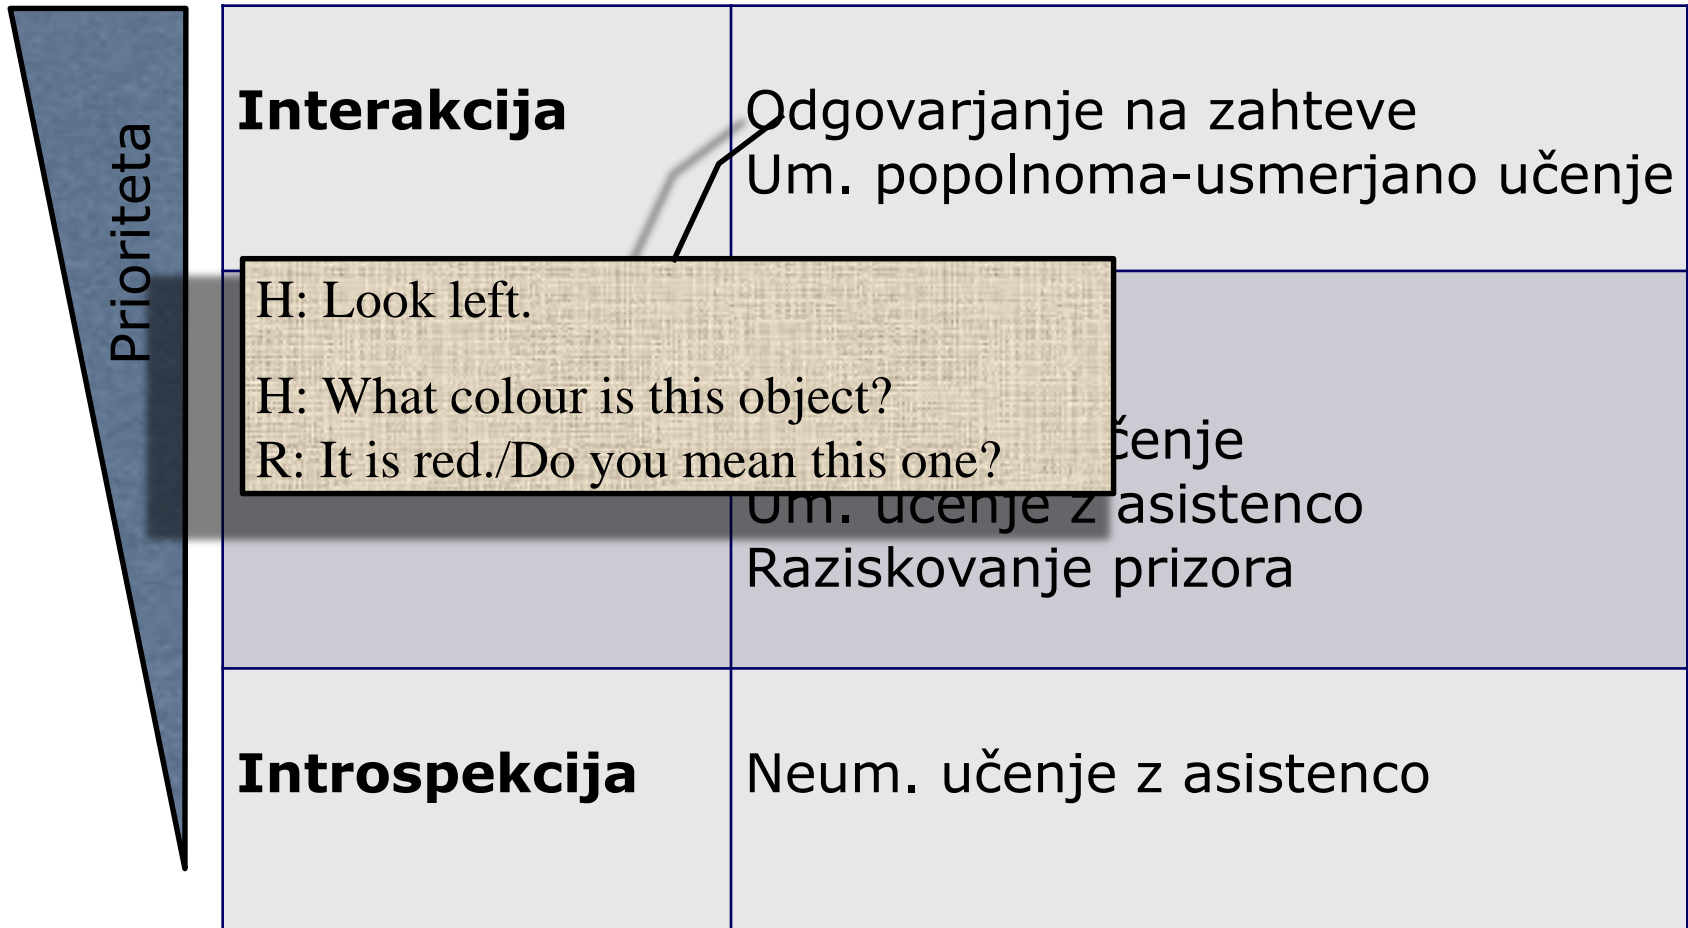 Prioriteta
Interakcija
Odgovarjanje na zahteve
Um. popolnoma-usmerjano učenje
H: Look left.
H: What colour is this object?
R: It is red./Do you mean this one?
Um. učenje z asistenco
Raziskovanje prizora
Introspekcija
Neum. učenje z asistenco